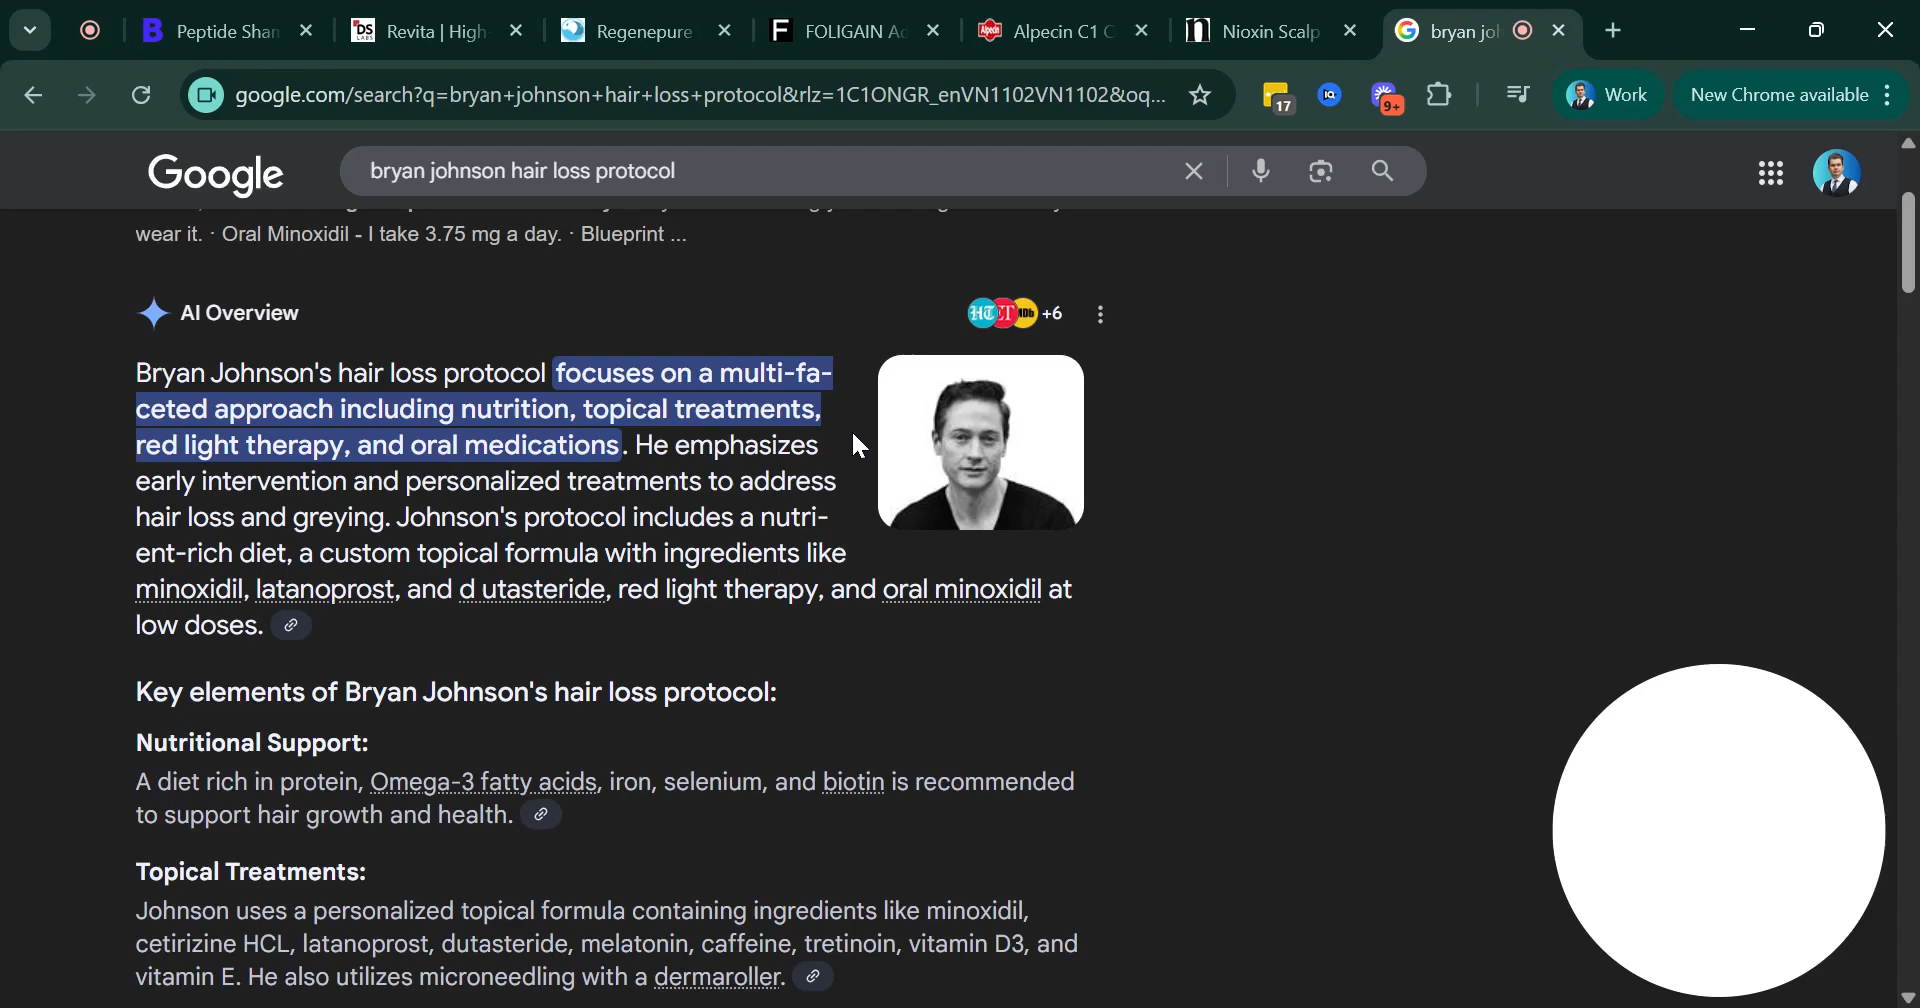 Peptide Shan
Revita | High-
Regenepure
FOLIGAIN Ac
Alpecin C1 C
Nioxin Scalp
bryan joh
google.com/search?q=bryan+johnson+hair+loss+protocol&rlz=1C1ONGR_enVN1102VN1102&oq...
17
IQ
9+
Work
New Chrome available
Google
bryan johnson hair loss protocol
wear it. · Oral Minoxidil - I take 3.75 mg a day. · Blueprint ...
AI Overview
HT
ET
IMDb
+6
Bryan Johnson's hair loss protocol focuses on a multi-fa-
ceted approach including nutrition, topical treatments,
red light therapy, and oral medications. He emphasizes
early intervention and personalized treatments to address
hair loss and greying. Johnson's protocol includes a nutri-
ent-rich diet, a custom topical formula with ingredients like
minoxidil, latanoprost, and d utasteride, red light therapy, and oral minoxidil at
low doses.
Key elements of Bryan Johnson's hair loss protocol:
Nutritional Support:
A diet rich in protein, Omega-3 fatty acids, iron, selenium, and biotin is recommended
to support hair growth and health.
Topical Treatments:
Johnson uses a personalized topical formula containing ingredients like minoxidil,
cetirizine HCL, latanoprost, dutasteride, melatonin, caffeine, tretinoin, vitamin D3, and
vitamin E. He also utilizes microneedling with a dermaroller.